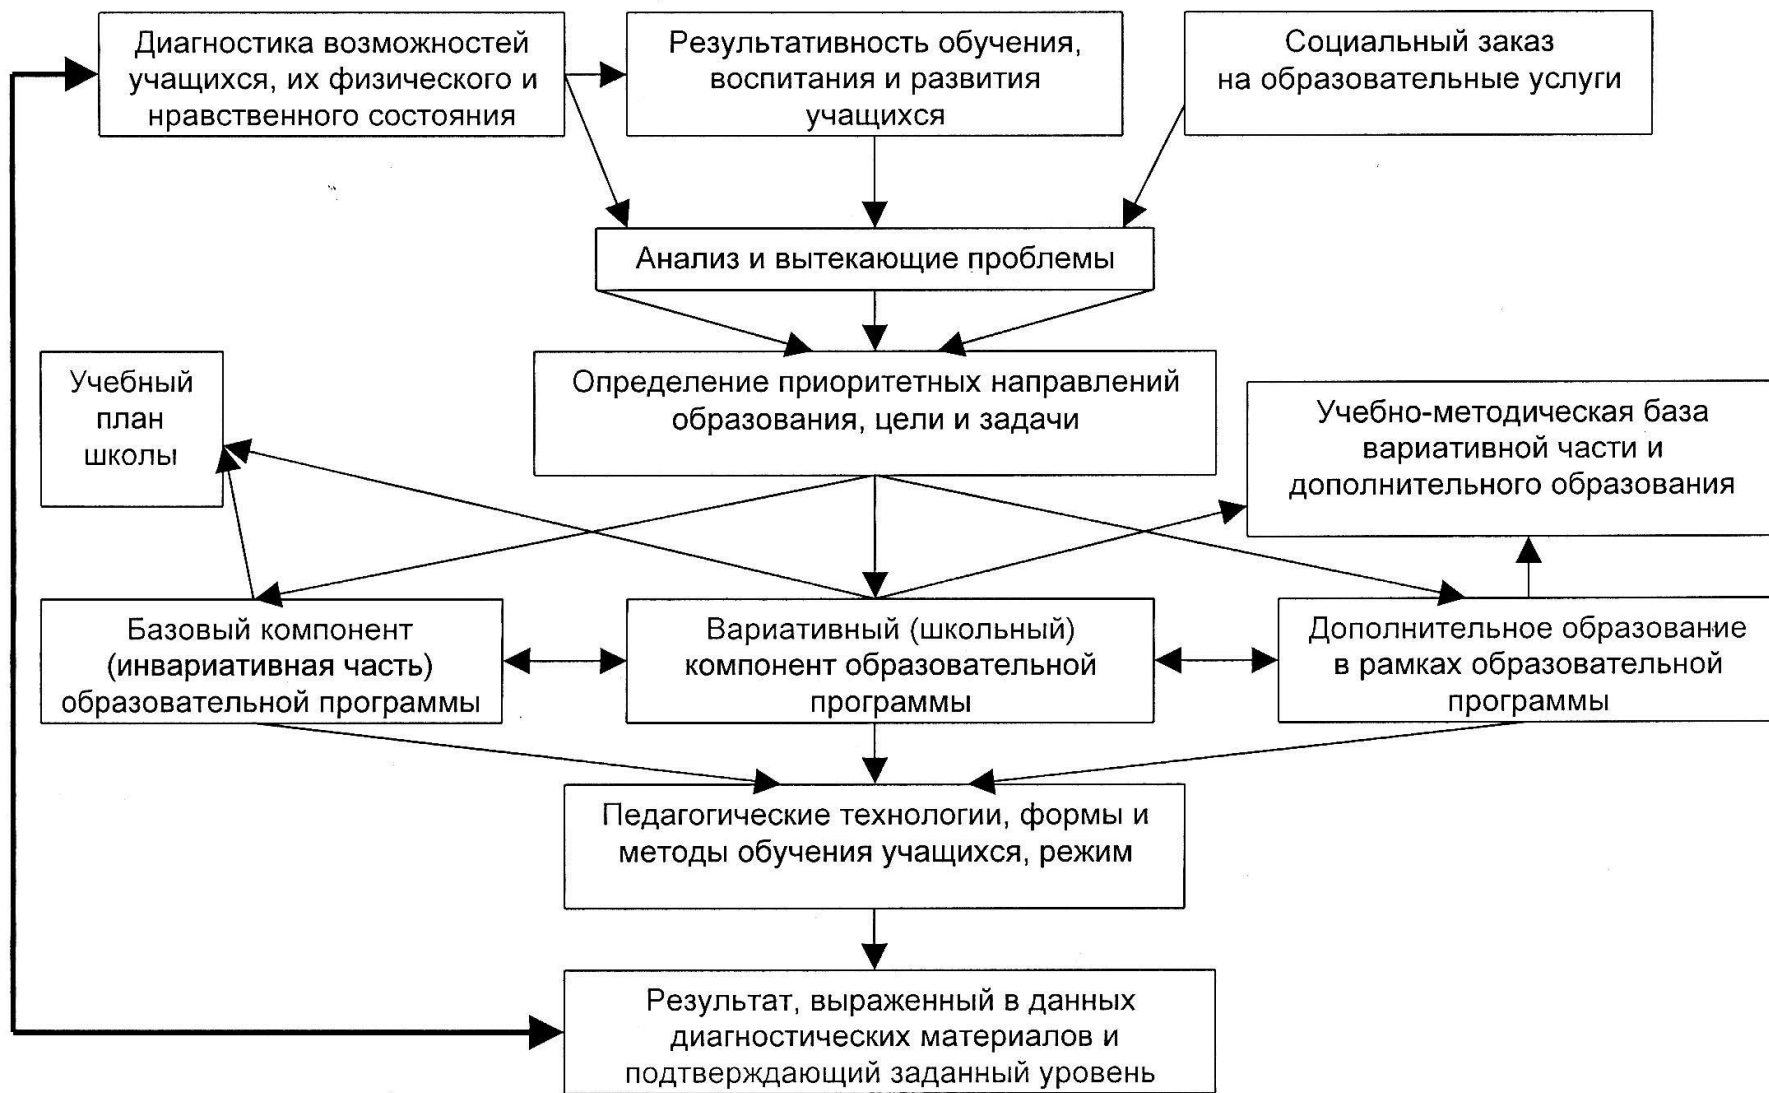 Диагностика возможностей
учащихся, их физического и
нравственного состояния
Результативность обучения,
воспитания и развития
учащихся
Социальный заказ
на образовательные услуги
Анализ и вытекающие проблемы
Учебный
план
школы
Определение приоритетных направлений
образования, цели и задачи
Учебно-методическая база
вариативной части и
дополнительного образования
Базовый компонент
(инвариативная часть)
образовательной программы
Вариативный (школьный)
компонент образовательной
программы
Дополнительное образование
в рамках образовательной
программы
Педагогические технологии, формы и
методы обучения учащихся, режим
Результат, выраженный в данных
диагностических материалов и
подтверждающий заданный уровень